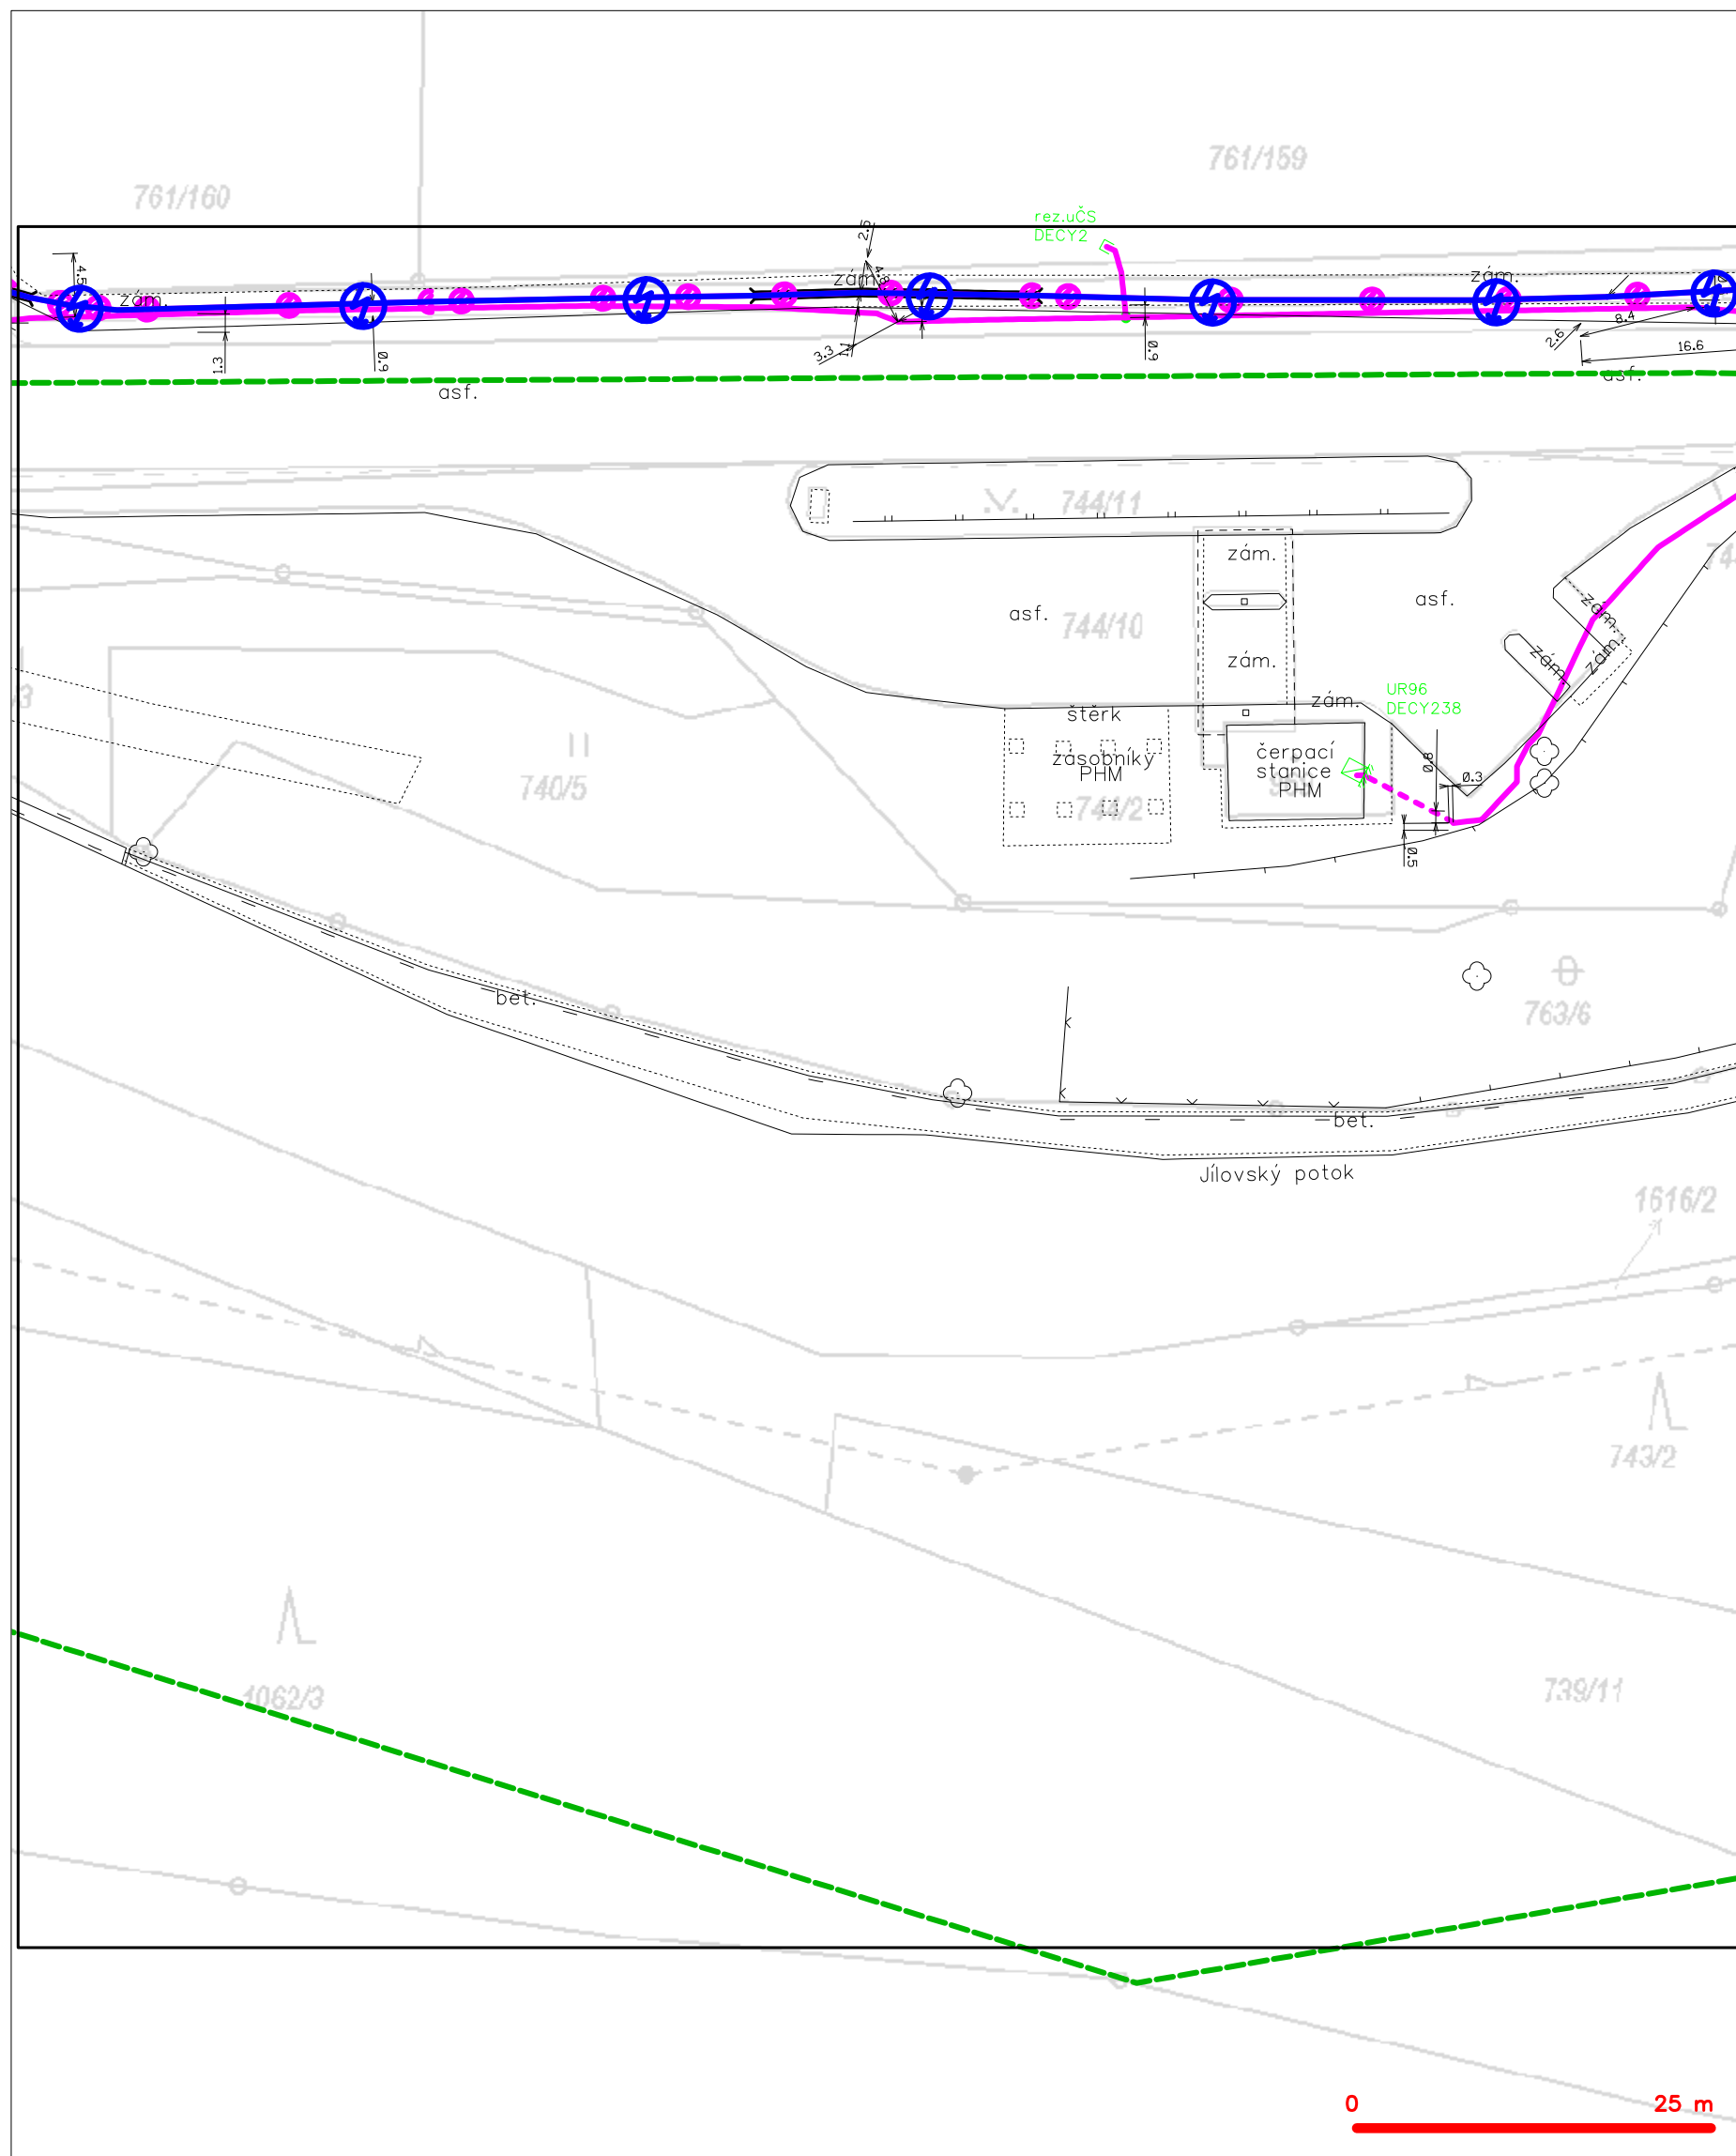 761/159
761/160
rez.uČS
DECY2
2.5
4.5
4.8
zám.
zám.
zám.
1.3
0.9
3.3
1.1
0.9
2.6
8.4
16.6
asf.
asf.
744/11
zám.
asf.
744/10
asf.
zám.
zám.
zám.
zám.
zám.
zám.
UR96
DECY238
štěrk
zásobníky
PHM
čerpací
stanice
PHM
744/2
740/5
0.8
0.3
0.5
bet.
763/6
bet.
Jílovský potok
1616/2
743/2
1062/3
739/11
0
25 m